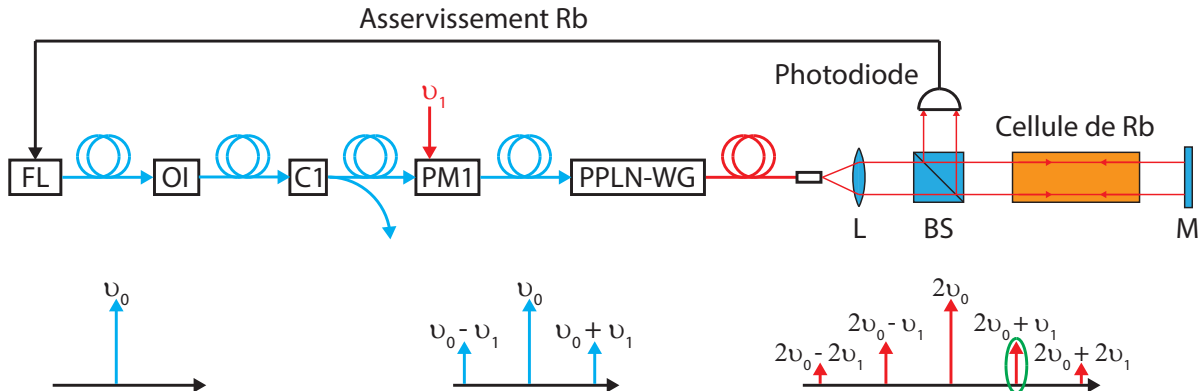 Asservissement Rb
Photodiode
υ₁
Cellule de Rb
FL
OI
C1
PM1
PPLN-WG
L
BS
M
υ₀
υ₀
υ₀ - υ₁
υ₀ + υ₁
2υ₀
2υ₀ - υ₁
2υ₀ + υ₁
2υ₀ - 2υ₁
2υ₀ + 2υ₁